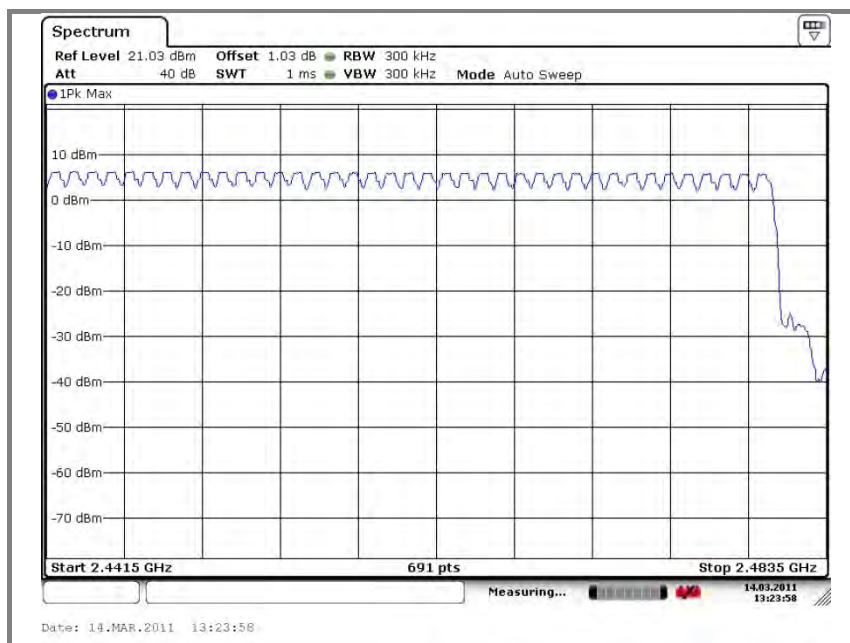 Spectrum
Ref Level 21.03 dBm Offset 1.03 dB RBW 300 kHz
Att 40 dB SWT 1 ms VBW 300 kHz Mode Auto Sweep
1Pk Max
10 dBm
0 dBm
-10 dBm
-20 dBm
-30 dBm
-40 dBm
-50 dBm
-60 dBm
-70 dBm
Start 2.4415 GHz 691 pts Stop 2.4835 GHz
Measuring... 14.03.2011
13:23:58
Date: 14.MAR.2011 13:23:58